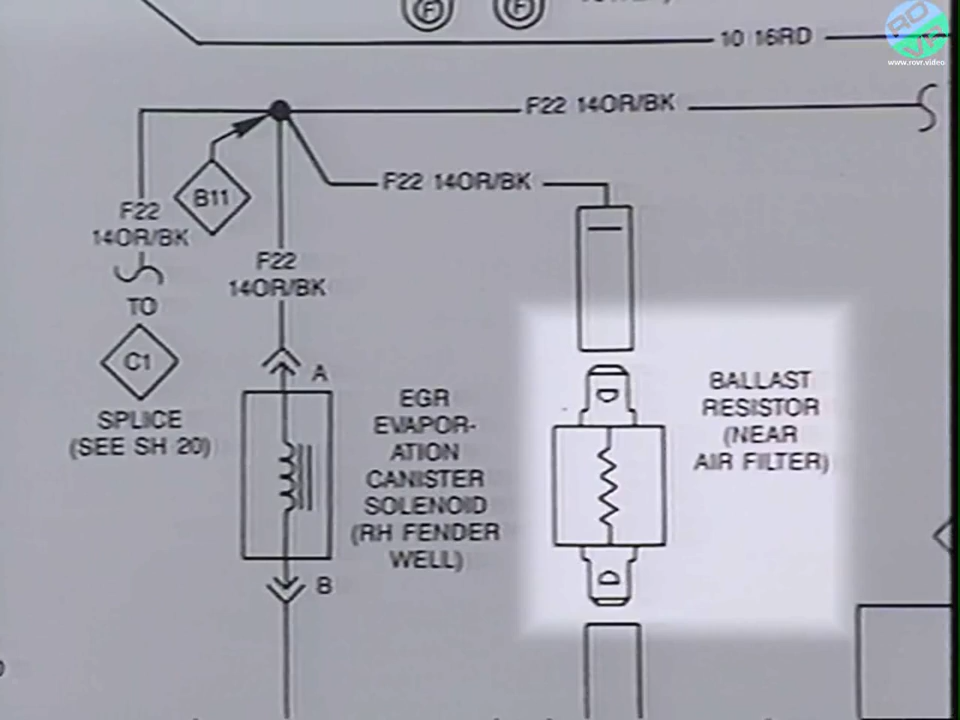 F
F
10 16RD
RDVR
www.rovr.video
F22 14OR/BK
F22 14OR/BK
B11
F22
14OR/BK
F22
14OR/BK
TO
C1
SPLICE
(SEE SH 20)
A
EGR
EVAPOR-
ATION
CANISTER
SOLENOID
(RH FENDER
WELL)
B
BALLAST
RESISTOR
(NEAR
AIR FILTER)